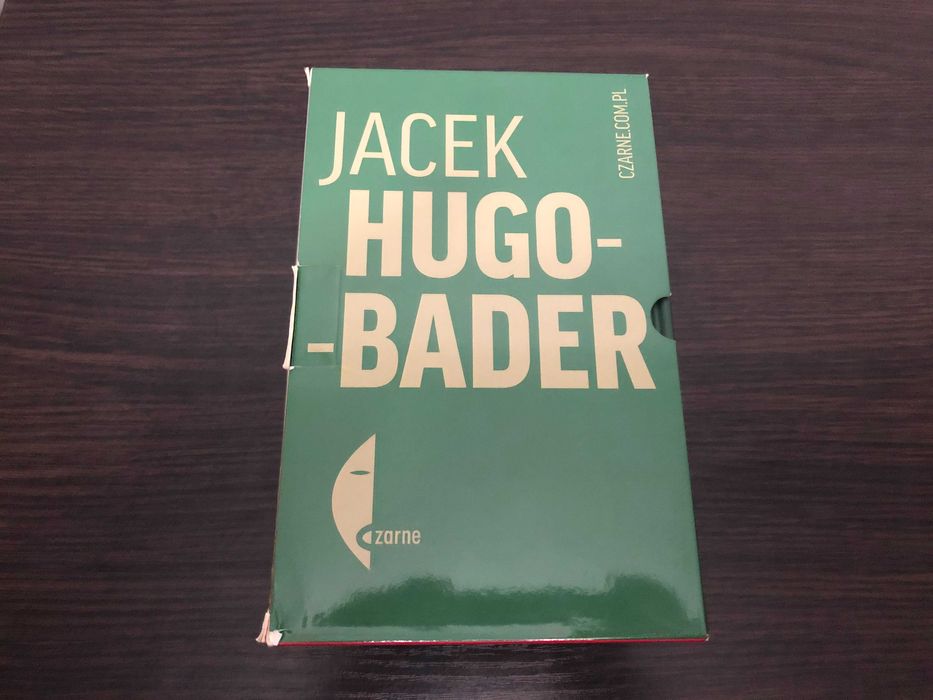 JACEK
HUGO-
-BADER
CZARNE.COM.PL
czarne